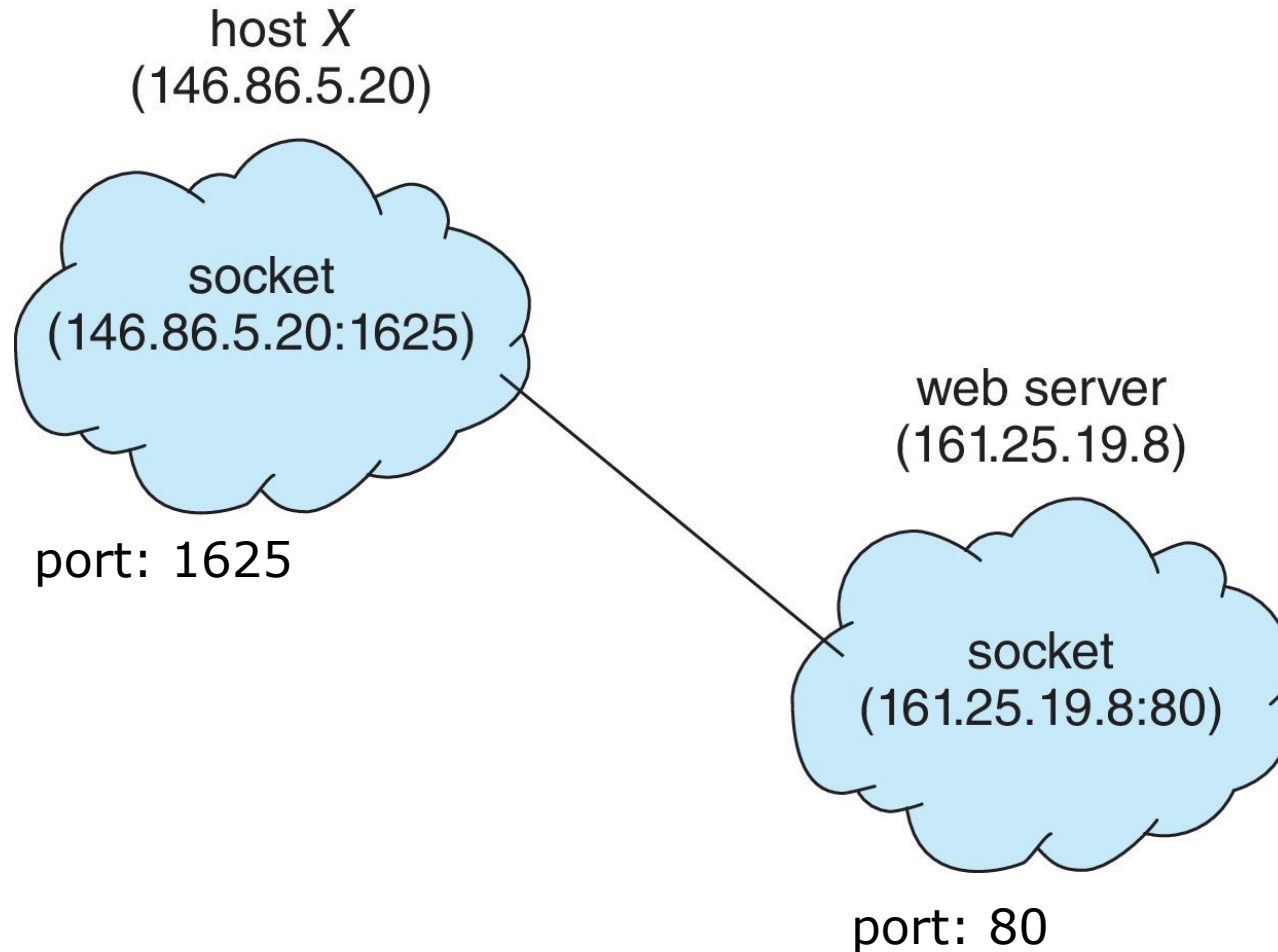 host X
(146.86.5.20)
socket
(146.86.5.20:1625)
port: 1625
web server
(161.25.19.8)
socket
(161.25.19.8:80)
port: 80